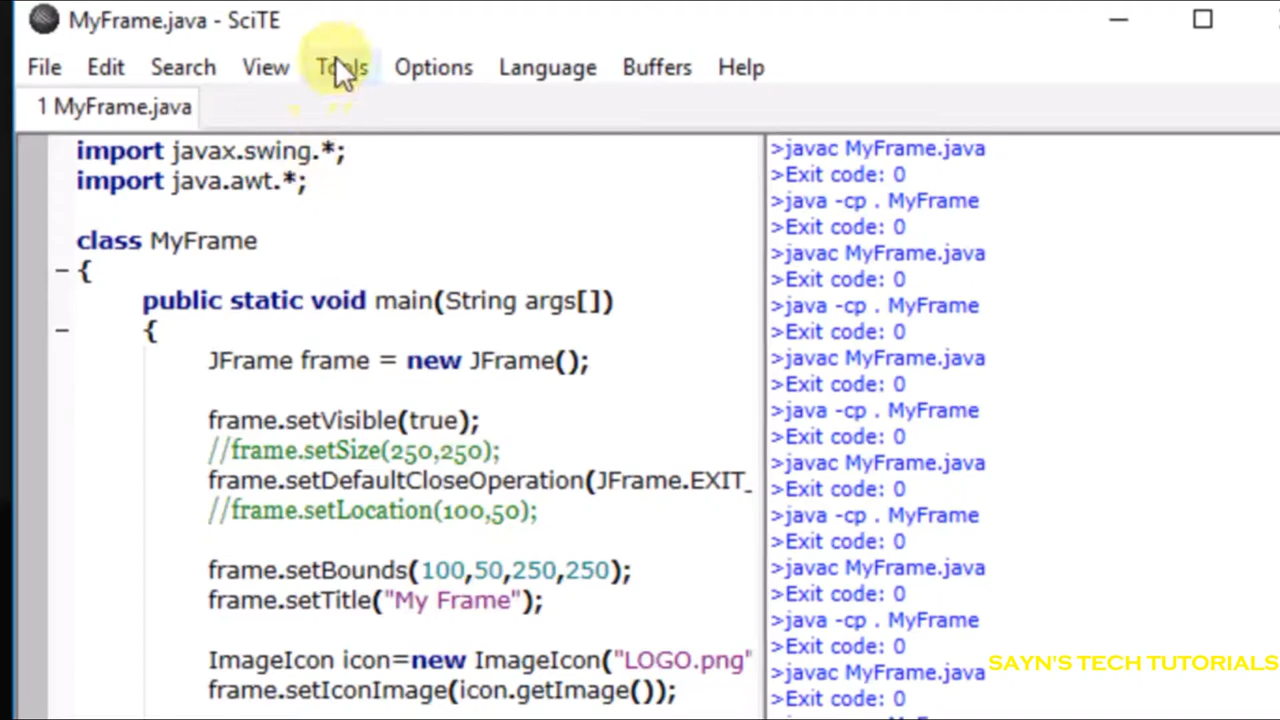 MyFrame.java - SciTE
File Edit Search View Tools Options Language Buffers Help
1 MyFrame.java
import javax.swing.*;
import java.awt.*;
class MyFrame
{
public static void main(String args[])
{
JFrame frame = new JFrame();
frame.setVisible(true);
//frame.setSize(250,250);
frame.setDefaultCloseOperation(JFrame.EXIT_
//frame.setLocation(100,50);
frame.setBounds(100,50,250,250);
frame.setTitle("My Frame");
ImageIcon icon=new ImageIcon("LOGO.png"
frame.setIconImage(icon.getImage());
>javac MyFrame.java
>Exit code: 0
>java -cp . MyFrame
>Exit code: 0
>javac MyFrame.java
>Exit code: 0
>java -cp . MyFrame
>Exit code: 0
>javac MyFrame.java
>Exit code: 0
>java -cp . MyFrame
>Exit code: 0
>javac MyFrame.java
>Exit code: 0
>java -cp . MyFrame
>Exit code: 0
>javac MyFrame.java
>Exit code: 0
>java -cp . MyFrame
>Exit code: 0
>javac MyFrame.java
>Exit code: 0
SAYN'S TECH TUTORIALS